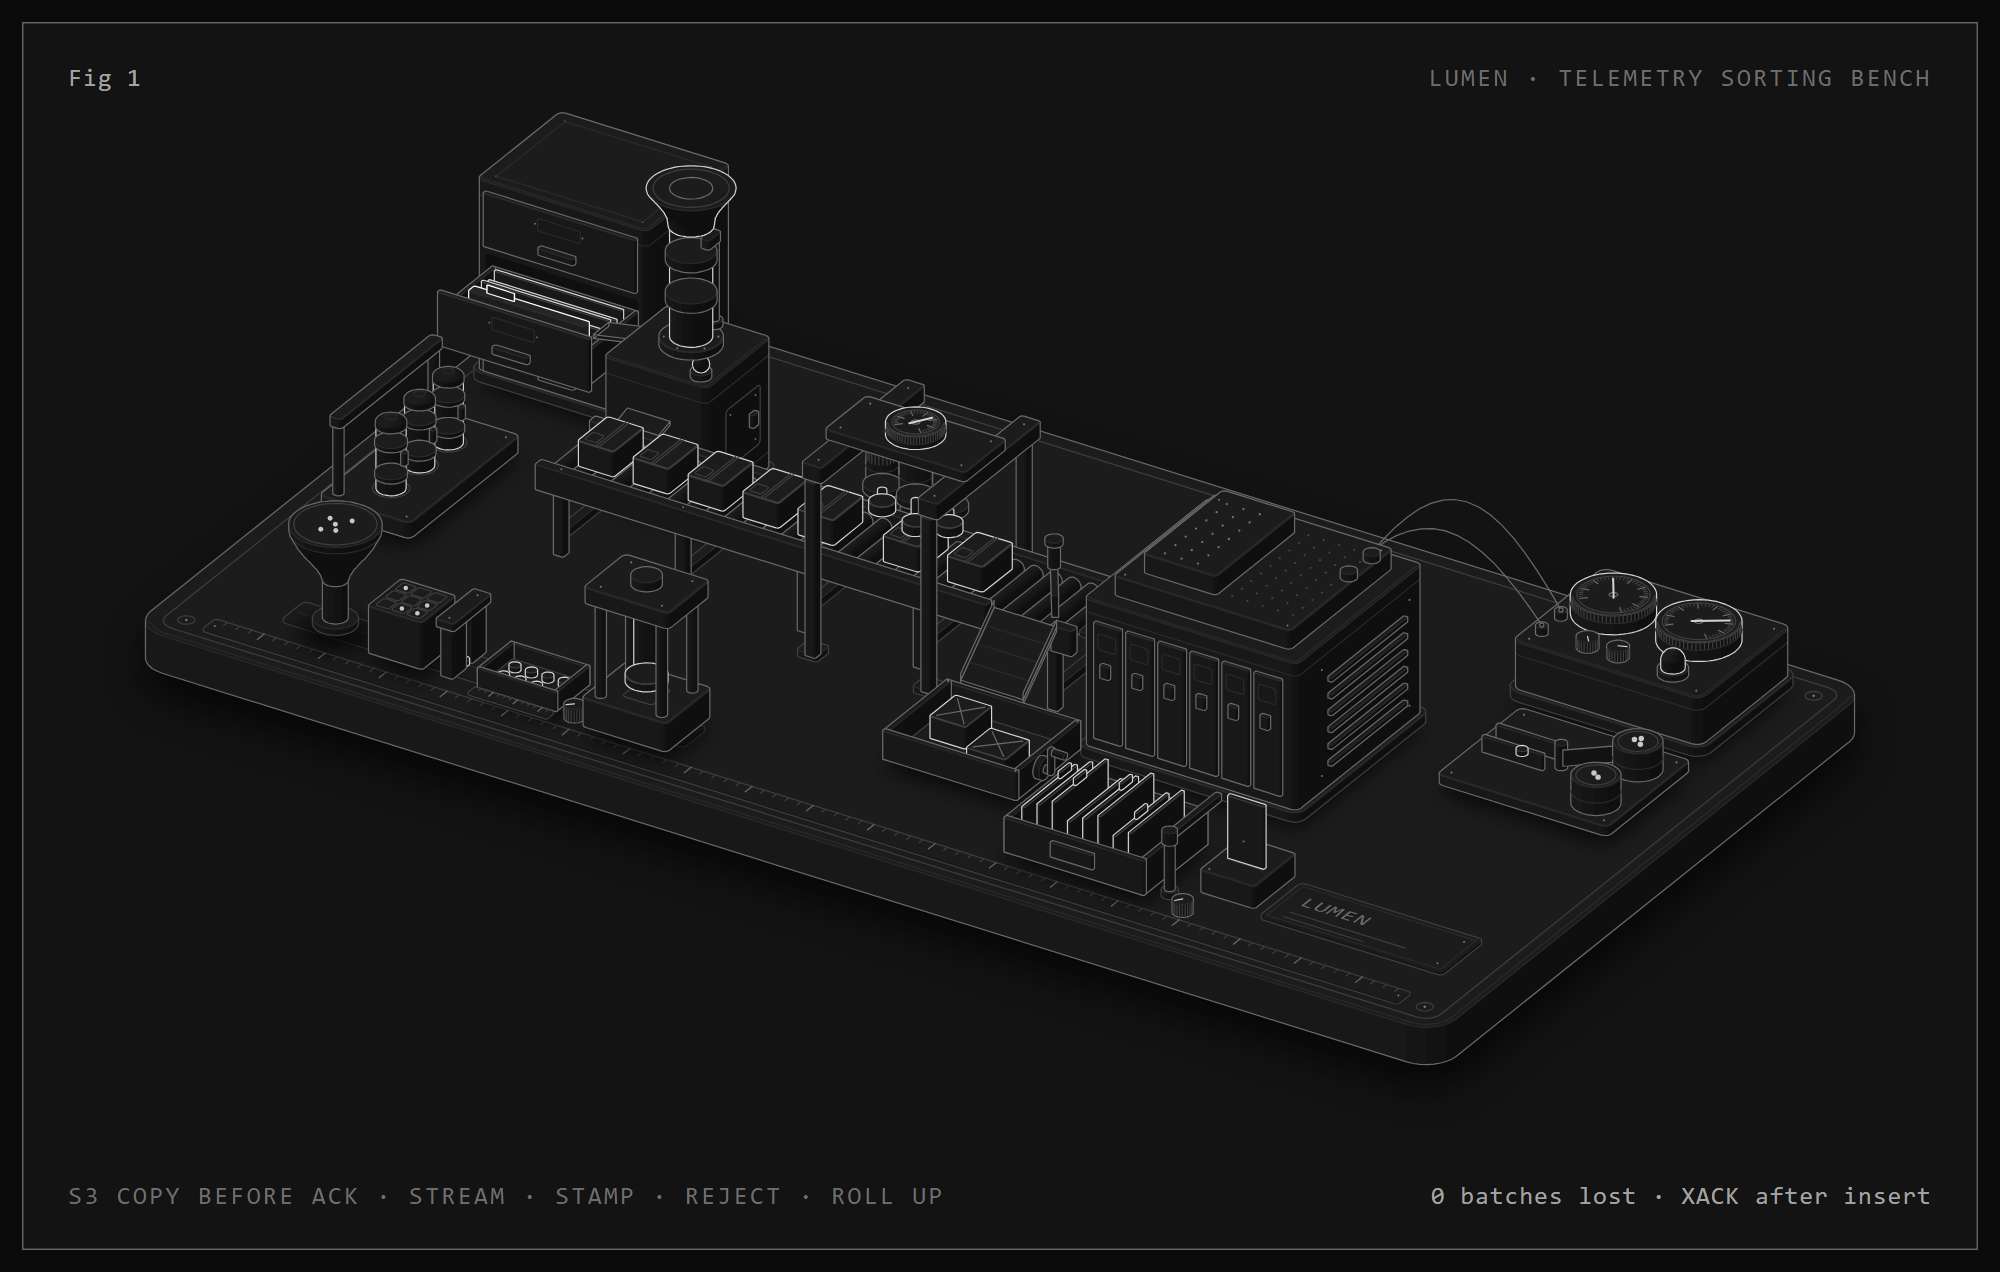 Fig 1
LUMEN · TELEMETRY SORTING BENCH
LUMEN
S3 COPY BEFORE ACK · STREAM · STAMP · REJECT · ROLL UP
0 batches lost · XACK after insert